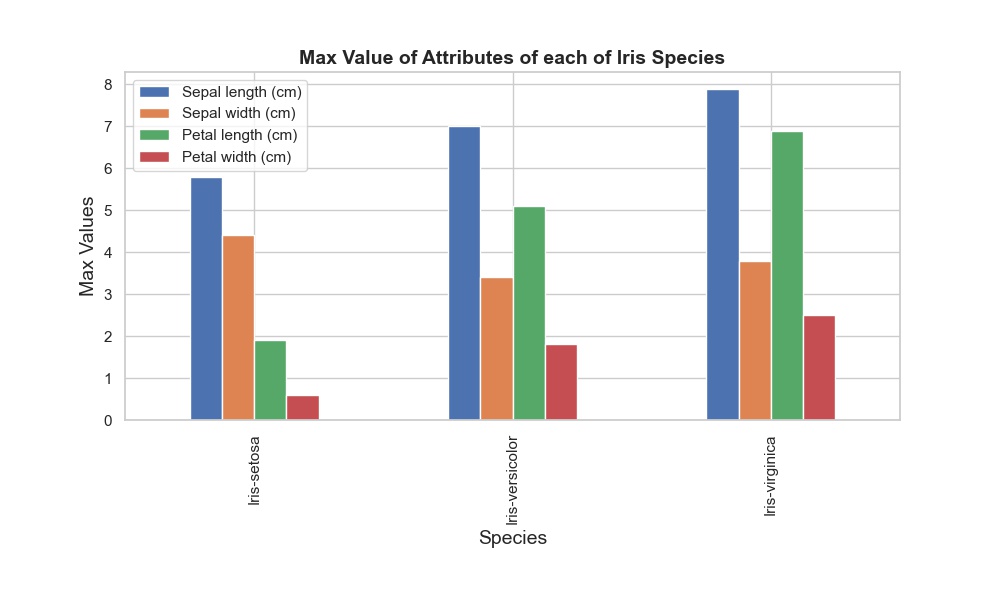 Max Value of Attributes of each of Iris Species
Sepal length (cm)
Sepal width (cm)
Petal length (cm)
Petal width (cm)
Max Values
8
7
6
5
4
3
2
1
0
Iris-setosa
Iris-versicolor
Iris-virginica
Species